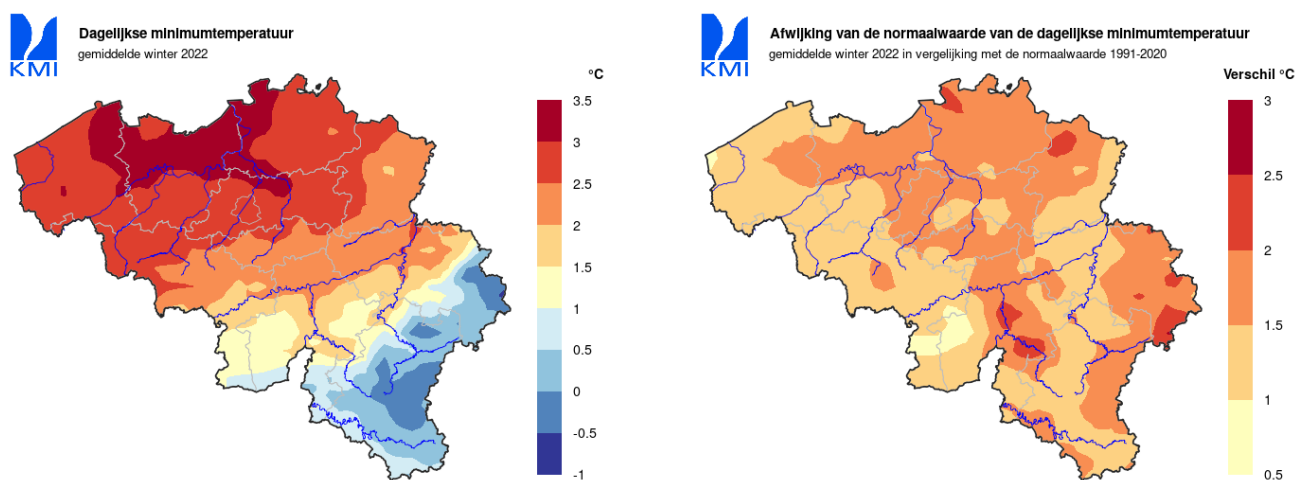 Dagelijkse minimumtemperatuur
gemiddelde winter 2022
KMI
°C
3.5
3
2.5
2
1.5
1
0.5
0
-0.5
-1
Afwijking van de normaalwaarde van de dagelijkse minimumtemperatuur
gemiddelde winter 2022 in vergelijking met de normaalwaarde 1991-2020
KMI
Verschil °C
3
2.5
2
1.5
1
0.5